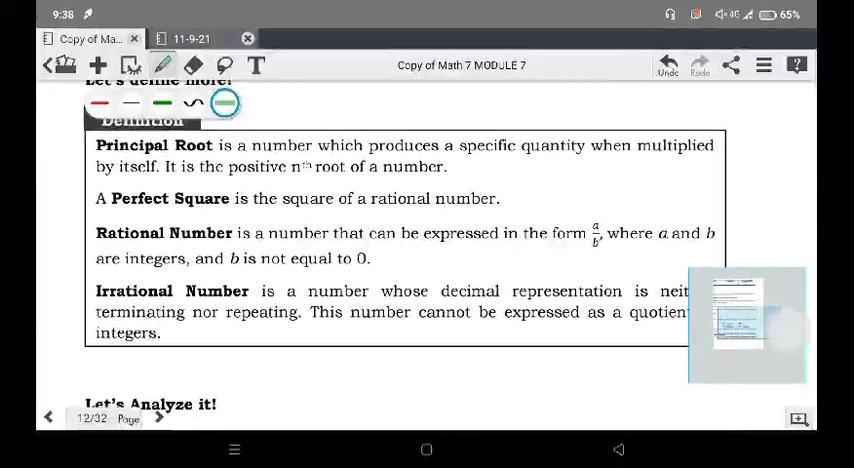 9:38
4G
65%
Copy of Ma...
11-9-21
T
Copy of Math 7 MODULE 7
Undo
Redo
Let's define more!
Definition
Principal Root is a number which produces a specific quantity when multiplied
by itself. It is the positive nth root of a number.
A Perfect Square is the square of a rational number.
Rational Number is a number that can be expressed in the form a/b, where a and b
are integers, and b is not equal to 0.
Irrational Number is a number whose decimal representation is neit
terminating nor repeating. This number cannot be expressed as a quotien
integers.
Let's Analyze it!
12/32 Page